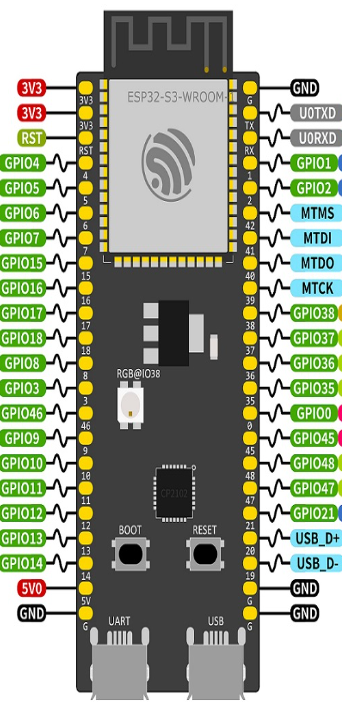 3V3
3V3
RST
GPIO4
GPIO5
GPIO6
GPIO7
GPIO15
GPIO16
GPIO17
GPIO18
GPIO8
GPIO3
GPIO46
GPIO9
GPIO10
GPIO11
GPIO12
GPIO13
GPIO14
5V0
GND
3V3
3V3
RST
4
5
6
7
15
16
17
18
8
3
46
9
10
11
12
13
14
5V
G
ESP32-S3-WROOM-1
RGB@IO38
CP2102
BOOT
RESET
UART
USB
G
TX
RX
1
2
42
41
40
39
38
37
36
35
0
45
48
47
21
20
19
G
G
GND
U0TXD
U0RXD
GPIO1
GPIO2
MTMS
MTDI
MTDO
MTCK
GPIO38
GPIO37
GPIO36
GPIO35
GPIO0
GPIO45
GPIO48
GPIO47
GPIO21
USB_D+
USB_D-
GND
GND